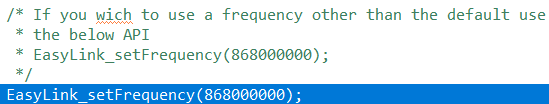 /* If you wich to use a frequency other than the default use
* the below API
* EasyLink_setFrequency(868000000);
*/
EasyLink_setFrequency(868000000);